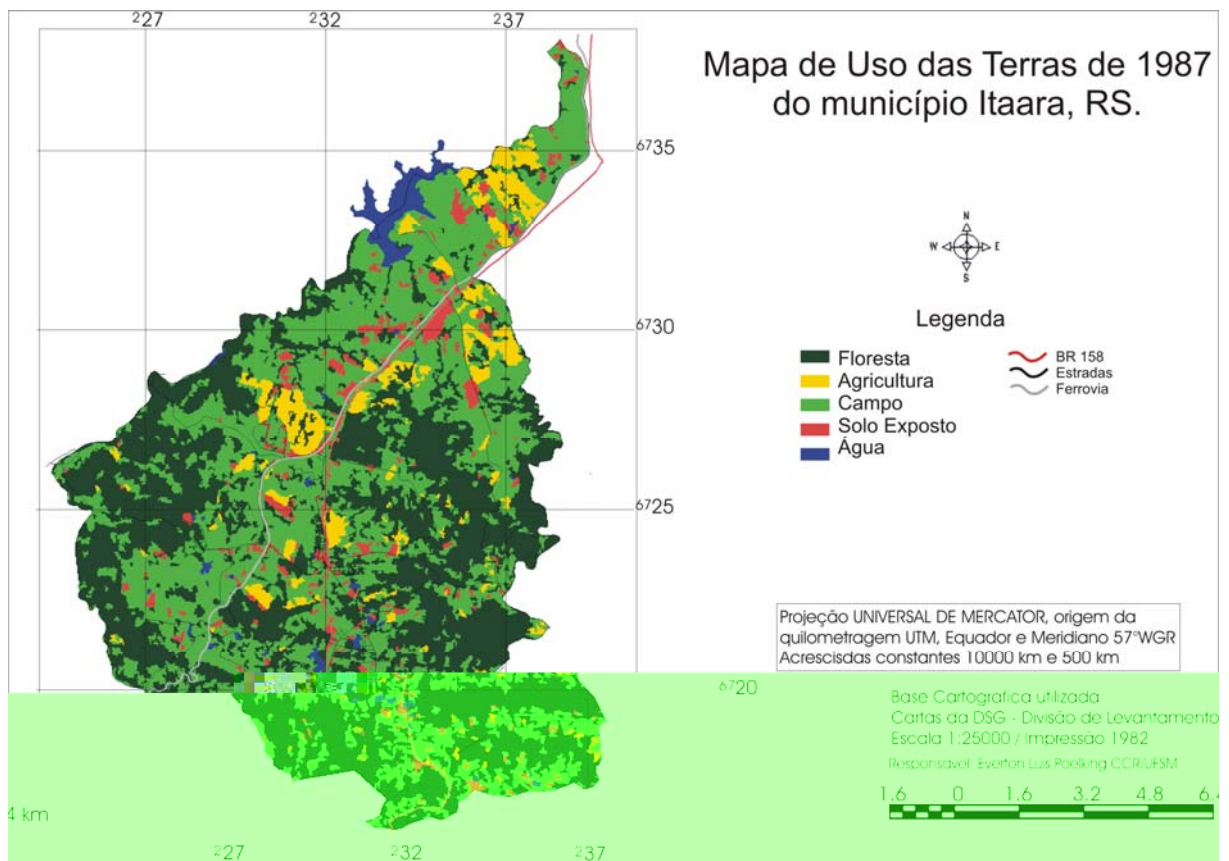 227 232 237
Mapa de Uso das Terras de 1987
do município Itaara, RS.
6735
N
W E
S
6730
Legenda
Floresta
Agricultura
Campo
Solo Exposto
Água
BR 158
Estradas
Ferrovia
6725
Projeção UNIVERSAL DE MERCATOR, origem da
quilometragem UTM, Equador e Meridiano 57°WGR
Acrescisdas constantes 10000 km e 500 km
6720
Base Cartografica utilizada
Cartas da DSG - Divisão de Levantamento
Escala 1:25000 / Impressão 1982
Responsavel: Everton Luis Poelking CCR/UFSM
1.6 0 1.6 3.2 4.8 6.4
4 km
227 232 237